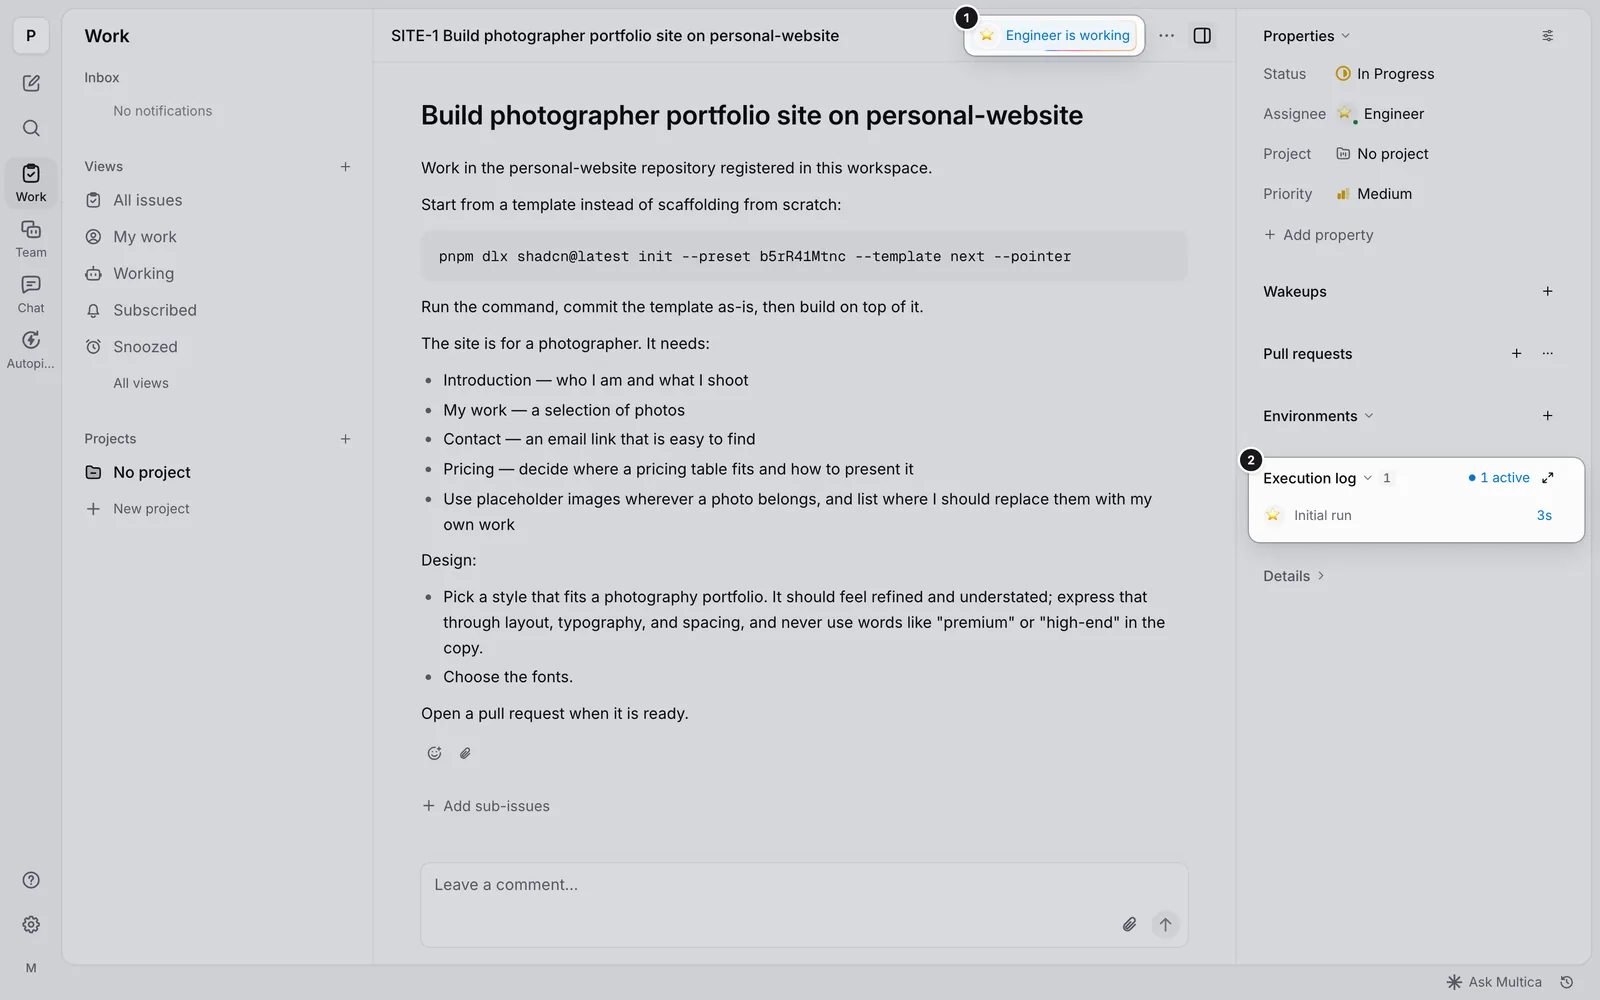 P
Work
Team
Chat
Autopi...
M
Work
Inbox
No notifications
Views
All issues
My work
Working
Subscribed
Snoozed
All views
Projects
No project
New project
SITE-1 Build photographer portfolio site on personal-website
1
Engineer is working
Build photographer portfolio site on personal-website
Work in the personal-website repository registered in this workspace.
Start from a template instead of scaffolding from scratch:
pnpm dlx shadcn@latest init --preset b5rR41Mtnc --template next --pointer
Run the command, commit the template as-is, then build on top of it.
The site is for a photographer. It needs:
Introduction — who I am and what I shoot
My work — a selection of photos
Contact — an email link that is easy to find
Pricing — decide where a pricing table fits and how to present it
Use placeholder images wherever a photo belongs, and list where I should replace them with my
own work
Design:
Pick a style that fits a photography portfolio. It should feel refined and understated; express that
through layout, typography, and spacing, and never use words like "premium" or "high-end" in the
copy.
Choose the fonts.
Open a pull request when it is ready.
Add sub-issues
Leave a comment...
Properties
Status In Progress
Assignee Engineer
Project No project
Priority Medium
Add property
Wakeups
Pull requests
Environments
2
Execution log 1 1 active
Initial run 3s
Details
Ask Multica